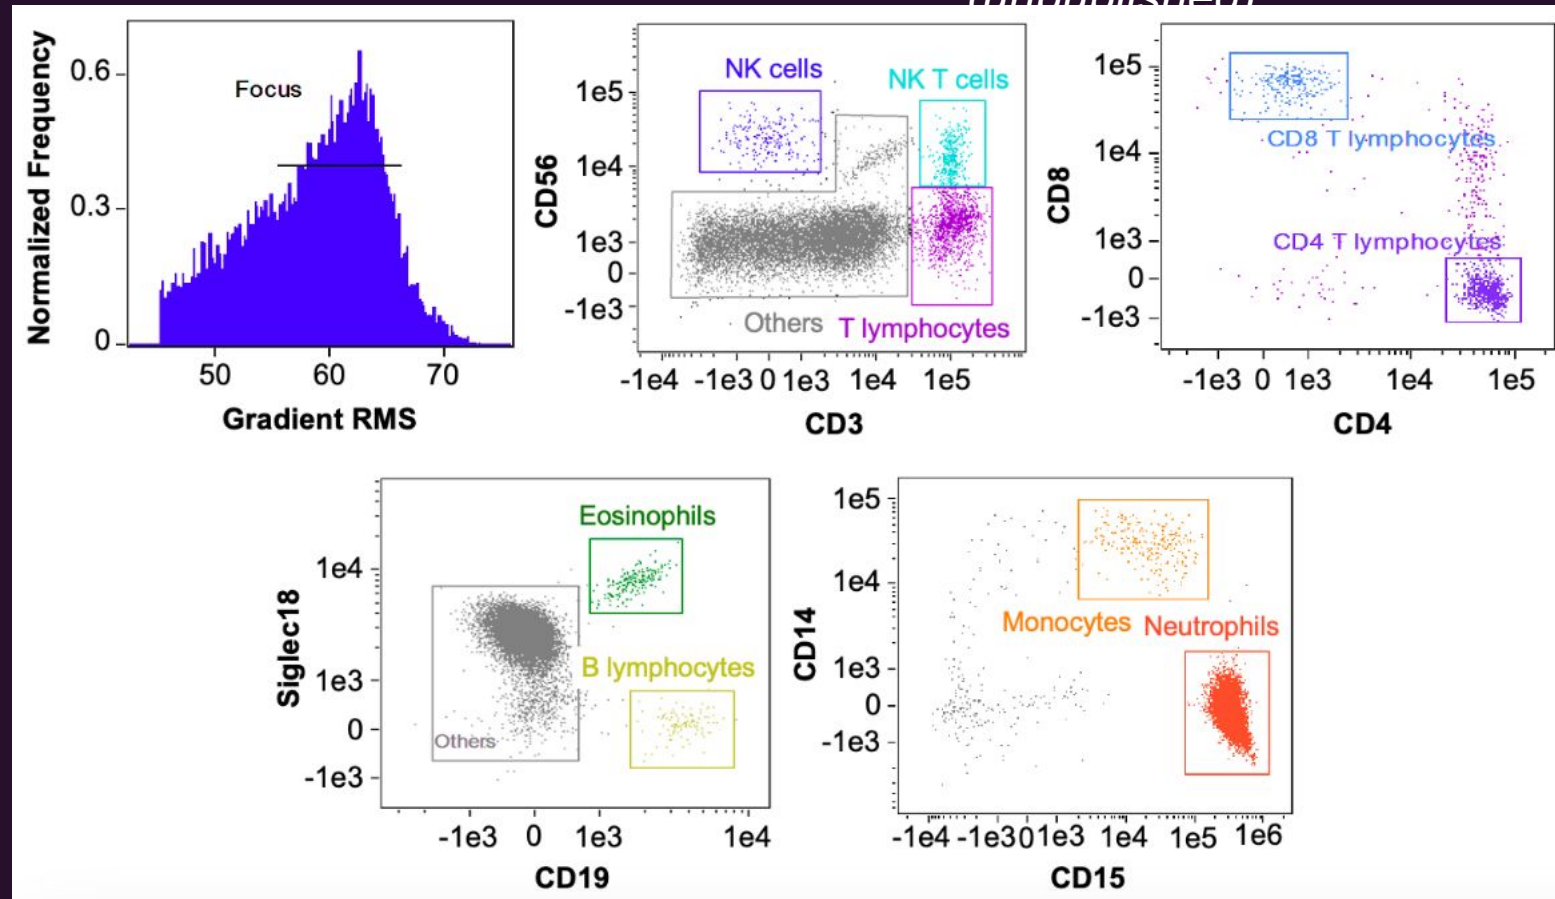 Normalized Frequency
0.6
0.3
0
Focus
50 60 70
Gradient RMS
CD56
1e5
1e4
1e3
0
-1e3
NK cells
NK T cells
Others
T lymphocytes
-1e4 -1e3 0 1e3 1e4 1e5
CD3
CD8
1e5
1e4
1e3
0
-1e3
CD8 T lymphocytes
CD4 T lymphocytes
-1e3 0 1e3 1e4 1e5
CD4
Siglec18
1e4
1e3
0
-1e3
Eosinophils
B lymphocytes
Others
-1e3 0 1e3 1e4
CD19
CD14
1e5
1e4
1e3
0
-1e3
Monocytes
Neutrophils
-1e4 -1e3 0 1e3 1e4 1e5 1e6
CD15